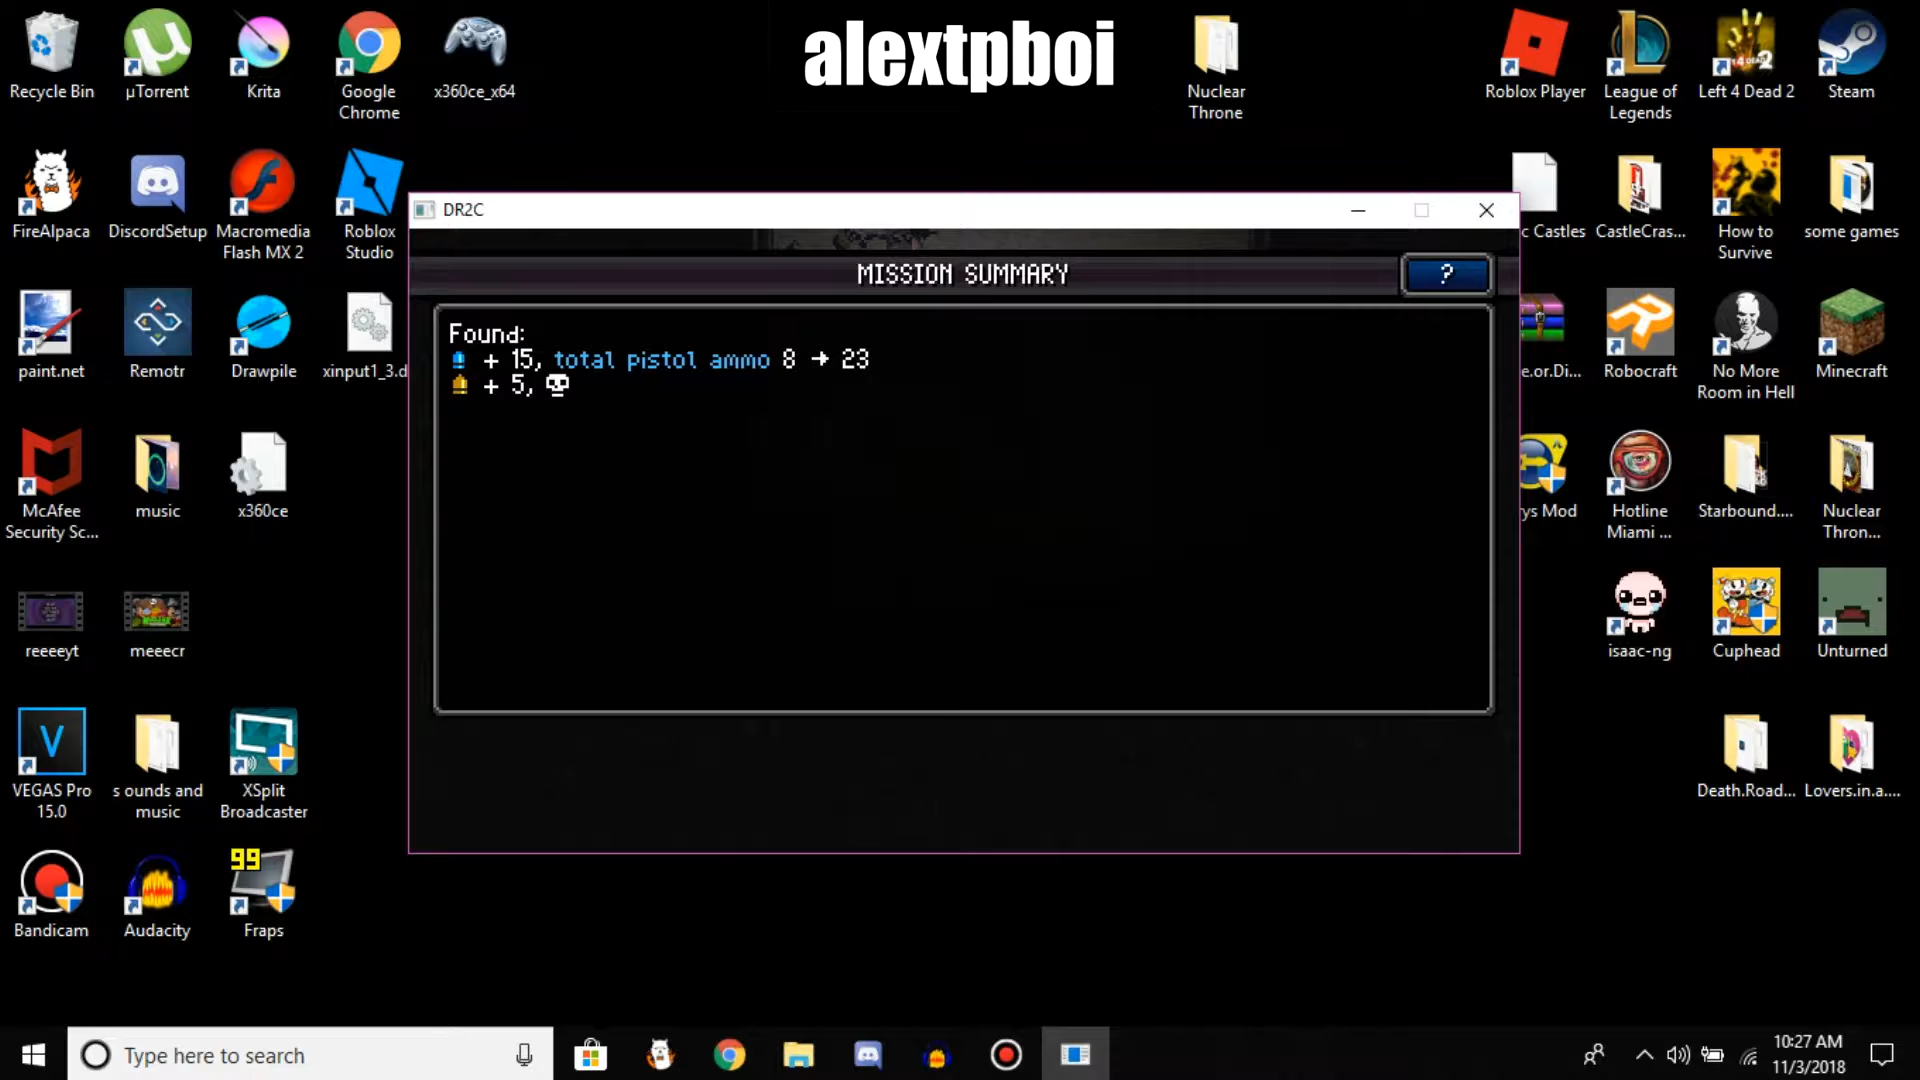 alextpboi
Recycle Bin
µTorrent
Krita
Google
Chrome
x360ce_x64
Nuclear
Throne
Roblox Player
League of
Legends
Left 4 Dead 2
Steam
FireAlpaca
DiscordSetup
Macromedia
Flash MX 2
Roblox
Studio
DR2C
c Castles
CastleCras...
How to
Survive
some games
MISSION SUMMARY
?
Found:
+ 15, total pistol ammo 8 → 23
+ 5,
paint.net
Remotr
Drawpile
xinput1_3.d
e.or.Di...
Robocraft
No More
Room in Hell
Minecraft
McAfee
Security Sc...
music
x360ce
ys Mod
Hotline
Miami ...
Starbound....
Nuclear
Thron...
reeeeyt
meeecr
isaac-ng
Cuphead
Unturned
V
VEGAS Pro
15.0
s ounds and
music
XSplit
Broadcaster
Death.Road...
Lovers.in.a....
99
Bandicam
Audacity
Fraps
Type here to search
10:27 AM
11/3/2018